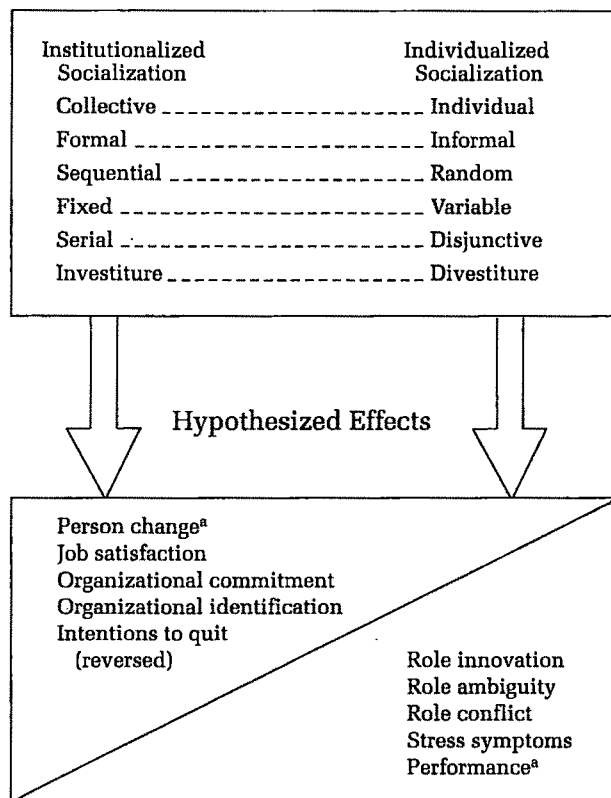 Institutionalized Individualized
Socialization Socialization
Collective Individual
Formal Informal
Sequential Random
Fixed Variable
Serial Disjunctive
Investiture Divestiture
Hypothesized Effects
Person changeᵃ
Job satisfaction
Organizational commitment
Organizational identification
Intentions to quit
(reversed)
Role innovation
Role ambiguity
Role conflict
Stress symptoms
Performanceᵃ